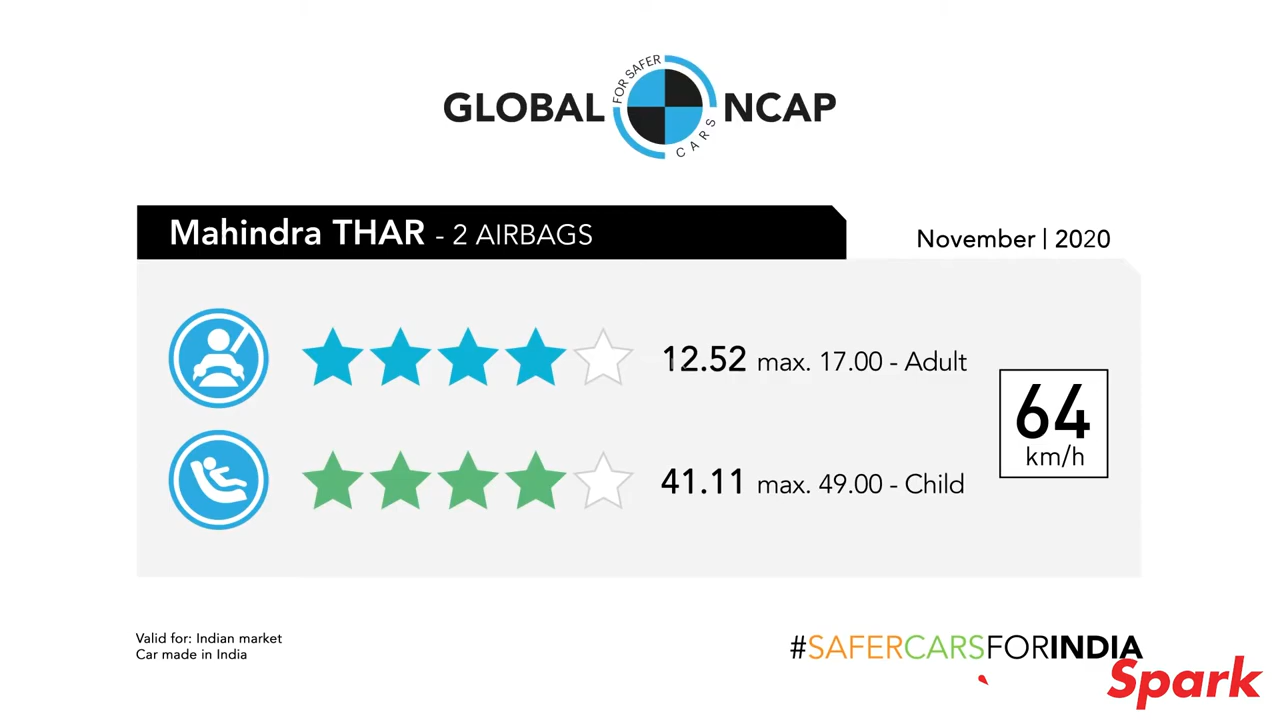 GLOBAL FOR SAFER CARS NCAP
Mahindra THAR - 2 AIRBAGS
November | 2020
12.52 max. 17.00 - Adult
64
km/h
41.11 max. 49.00 - Child
Valid for: Indian market
Car made in India
#SAFERCARSFORINDIA
Spark